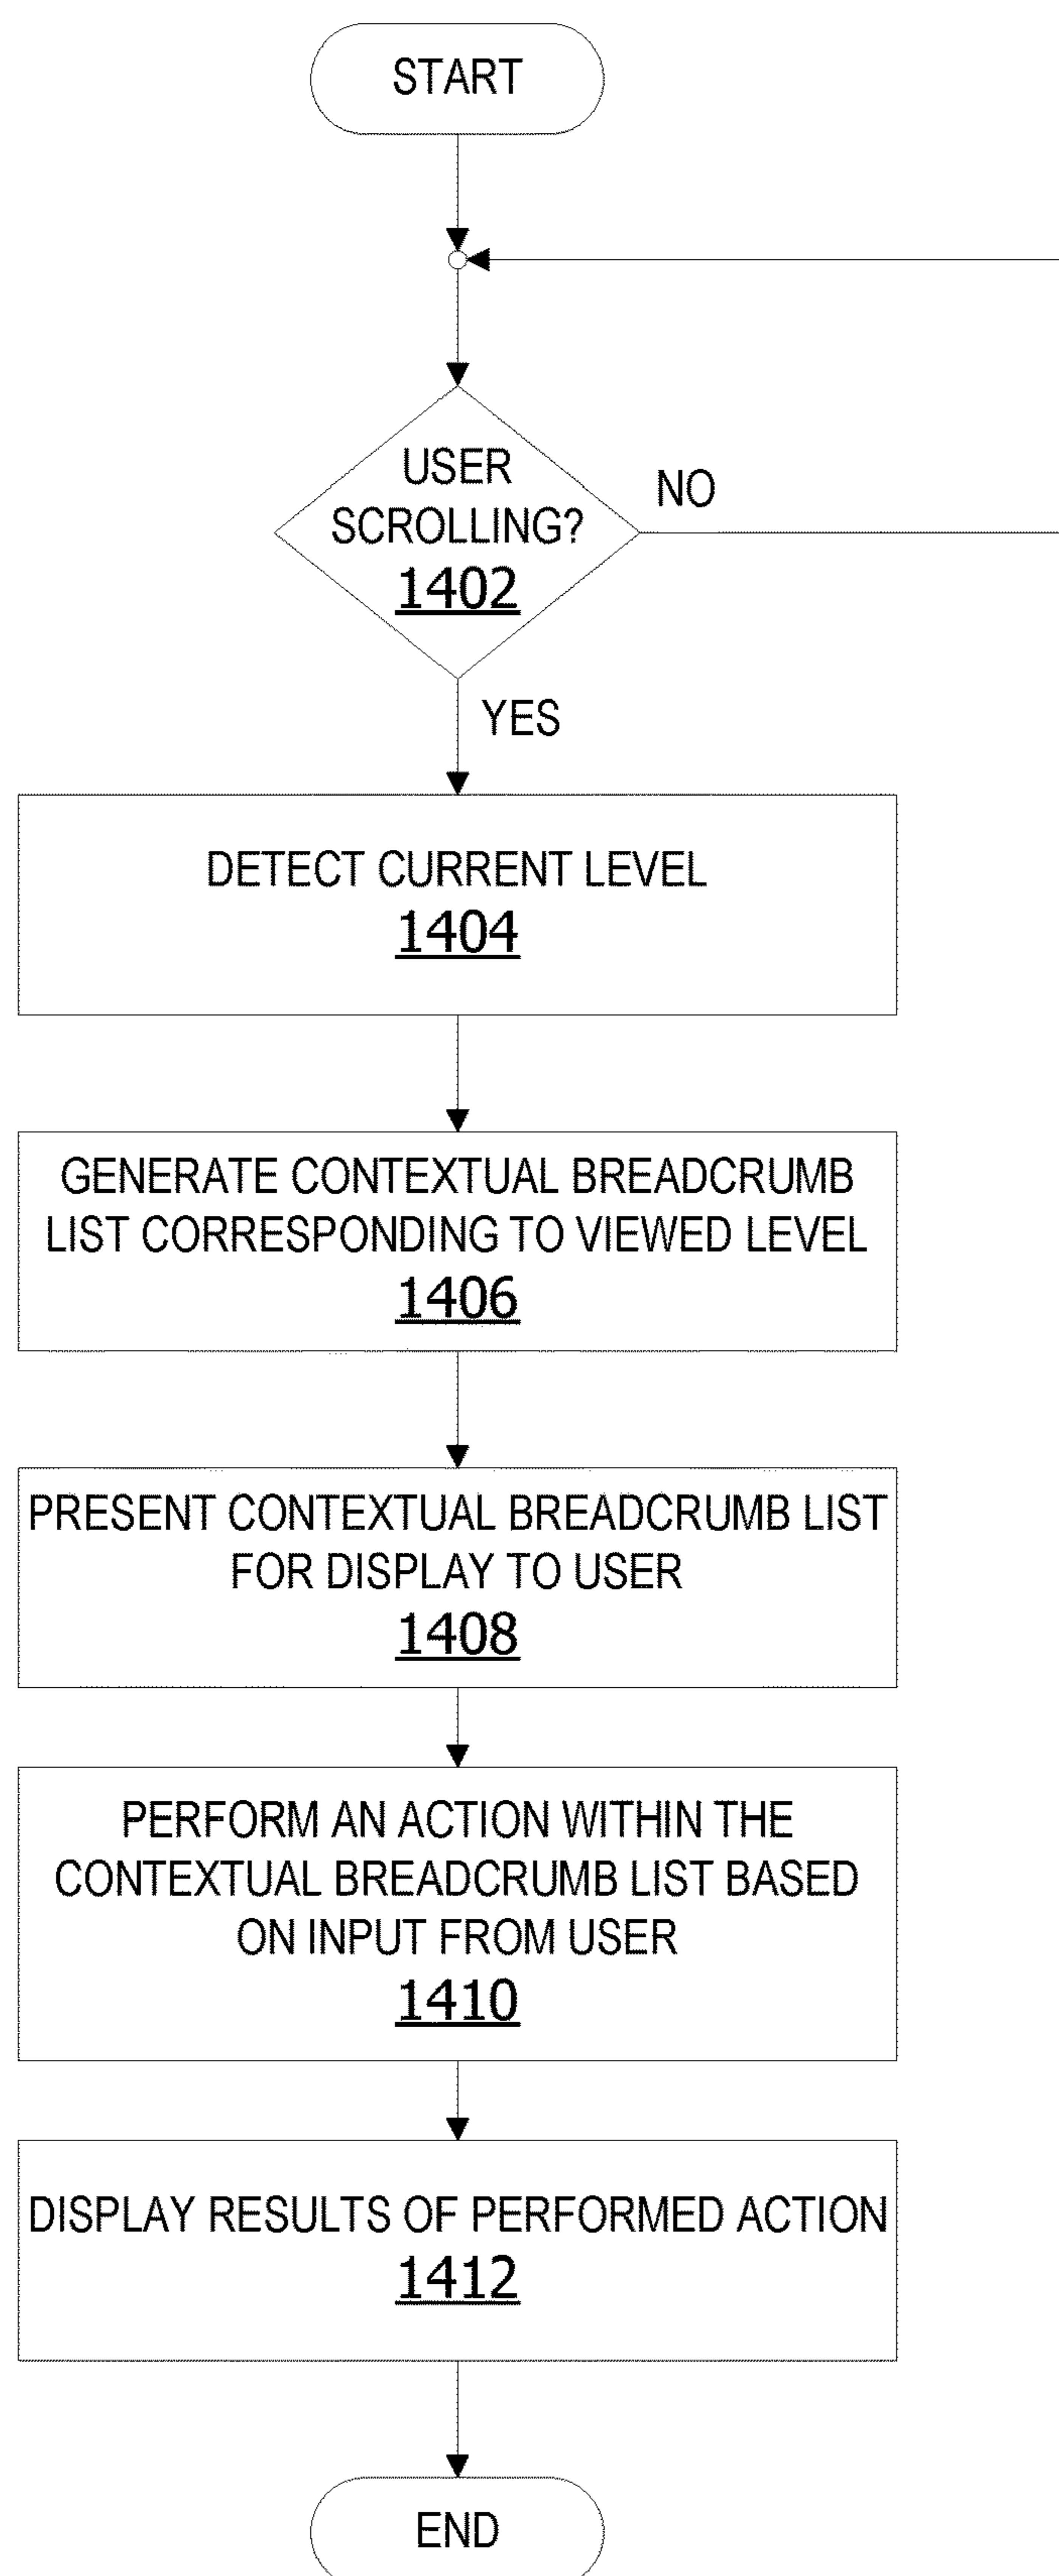 START
USER
SCROLLING?
1402
NO
YES
DETECT CURRENT LEVEL
1404
GENERATE CONTEXTUAL BREADCRUMB
LIST CORRESPONDING TO VIEWED LEVEL
1406
PRESENT CONTEXTUAL BREADCRUMB LIST
FOR DISPLAY TO USER
1408
PERFORM AN ACTION WITHIN THE
CONTEXTUAL BREADCRUMB LIST BASED
ON INPUT FROM USER
1410
DISPLAY RESULTS OF PERFORMED ACTION
1412
END